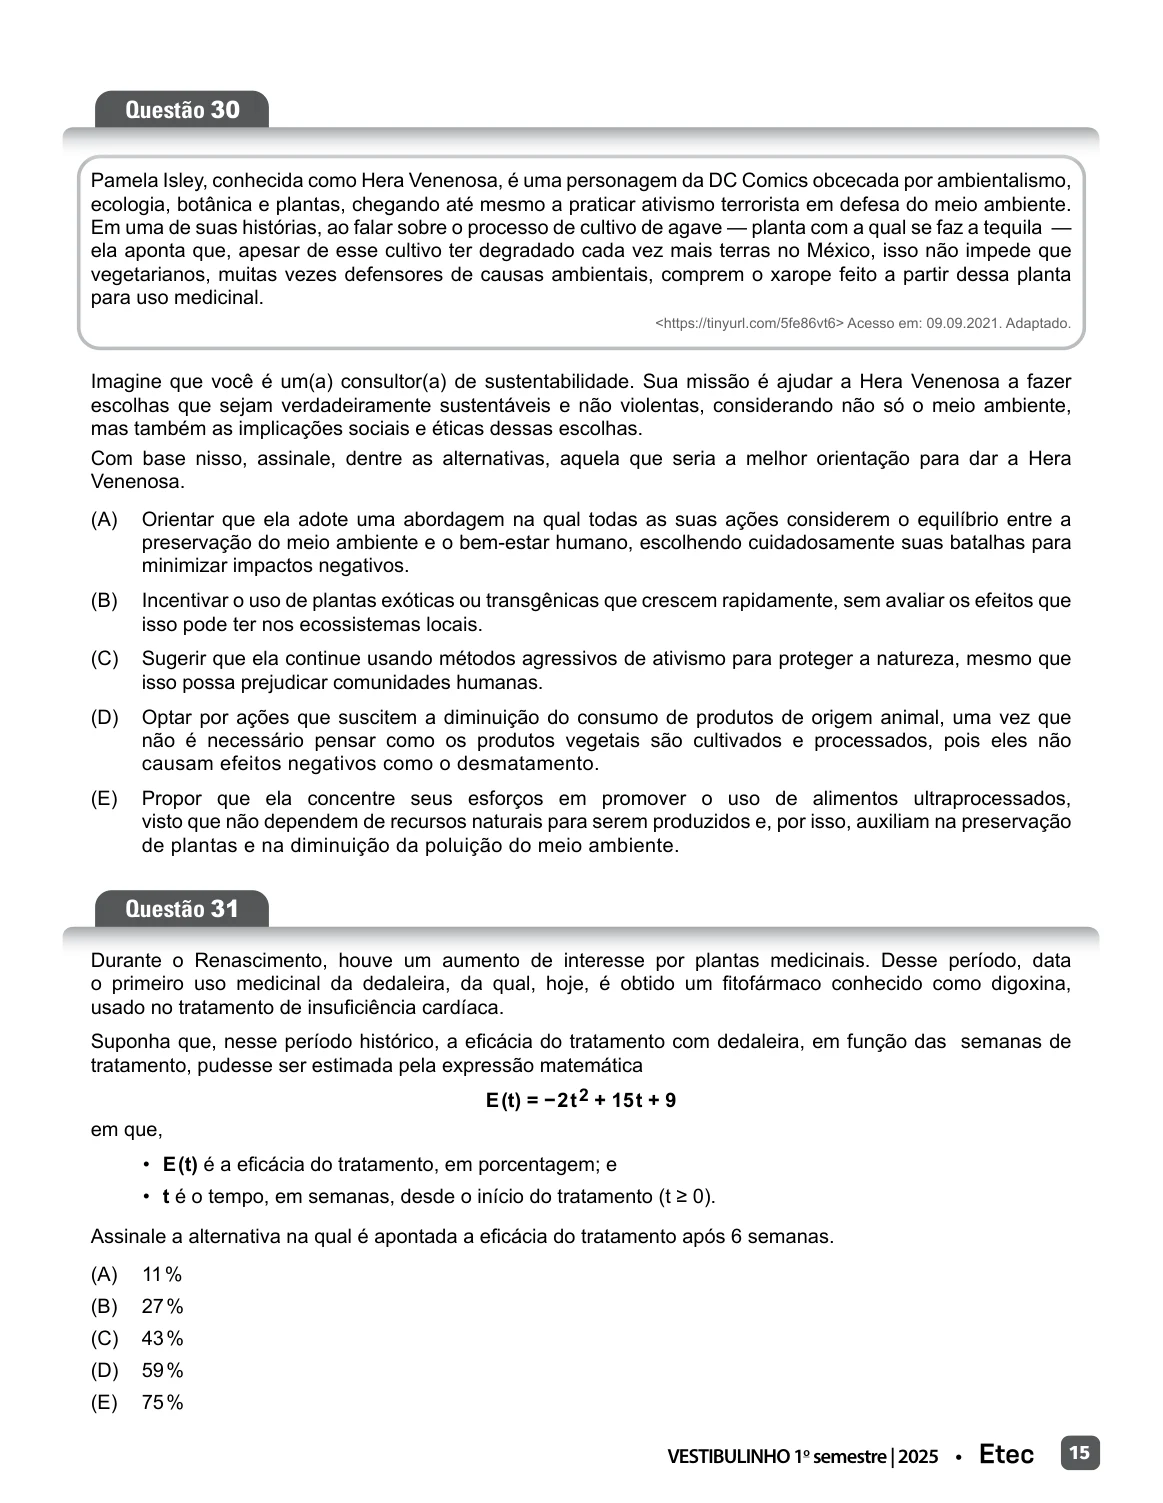 Questão 30
Pamela Isley, conhecida como Hera Venenosa, é uma personagem da DC Comics obcecada por ambientalismo,
ecologia, botânica e plantas, chegando até mesmo a praticar ativismo terrorista em defesa do meio ambiente.
Em uma de suas histórias, ao falar sobre o processo de cultivo de agave — planta com a qual se faz a tequila —
ela aponta que, apesar de esse cultivo ter degradado cada vez mais terras no México, isso não impede que
vegetarianos, muitas vezes defensores de causas ambientais, comprem o xarope feito a partir dessa planta
para uso medicinal.
<https://tinyurl.com/5fe86vt6> Acesso em: 09.09.2021. Adaptado.
Imagine que você é um(a) consultor(a) de sustentabilidade. Sua missão é ajudar a Hera Venenosa a fazer
escolhas que sejam verdadeiramente sustentáveis e não violentas, considerando não só o meio ambiente,
mas também as implicações sociais e éticas dessas escolhas.
Com base nisso, assinale, dentre as alternativas, aquela que seria a melhor orientação para dar a Hera
Venenosa.
(A) Orientar que ela adote uma abordagem na qual todas as suas ações considerem o equilíbrio entre a
preservação do meio ambiente e o bem-estar humano, escolhendo cuidadosamente suas batalhas para
minimizar impactos negativos.
(B) Incentivar o uso de plantas exóticas ou transgênicas que crescem rapidamente, sem avaliar os efeitos que
isso pode ter nos ecossistemas locais.
(C) Sugerir que ela continue usando métodos agressivos de ativismo para proteger a natureza, mesmo que
isso possa prejudicar comunidades humanas.
(D) Optar por ações que suscitem a diminuição do consumo de produtos de origem animal, uma vez que
não é necessário pensar como os produtos vegetais são cultivados e processados, pois eles não
causam efeitos negativos como o desmatamento.
(E) Propor que ela concentre seus esforços em promover o uso de alimentos ultraprocessados,
visto que não dependem de recursos naturais para serem produzidos e, por isso, auxiliam na preservação
de plantas e na diminuição da poluição do meio ambiente.
Questão 31
Durante o Renascimento, houve um aumento de interesse por plantas medicinais. Desse período, data
o primeiro uso medicinal da dedaleira, da qual, hoje, é obtido um fitofármaco conhecido como digoxina,
usado no tratamento de insuficiência cardíaca.
Suponha que, nesse período histórico, a eficácia do tratamento com dedaleira, em função das semanas de
tratamento, pudesse ser estimada pela expressão matemática
E(t) = −2t² + 15t + 9
em que,
• E(t) é a eficácia do tratamento, em porcentagem; e
• t é o tempo, em semanas, desde o início do tratamento (t ≥ 0).
Assinale a alternativa na qual é apontada a eficácia do tratamento após 6 semanas.
(A) 11%
(B) 27%
(C) 43%
(D) 59%
(E) 75%
VESTIBULINHO 1º semestre | 2025 • Etec 15